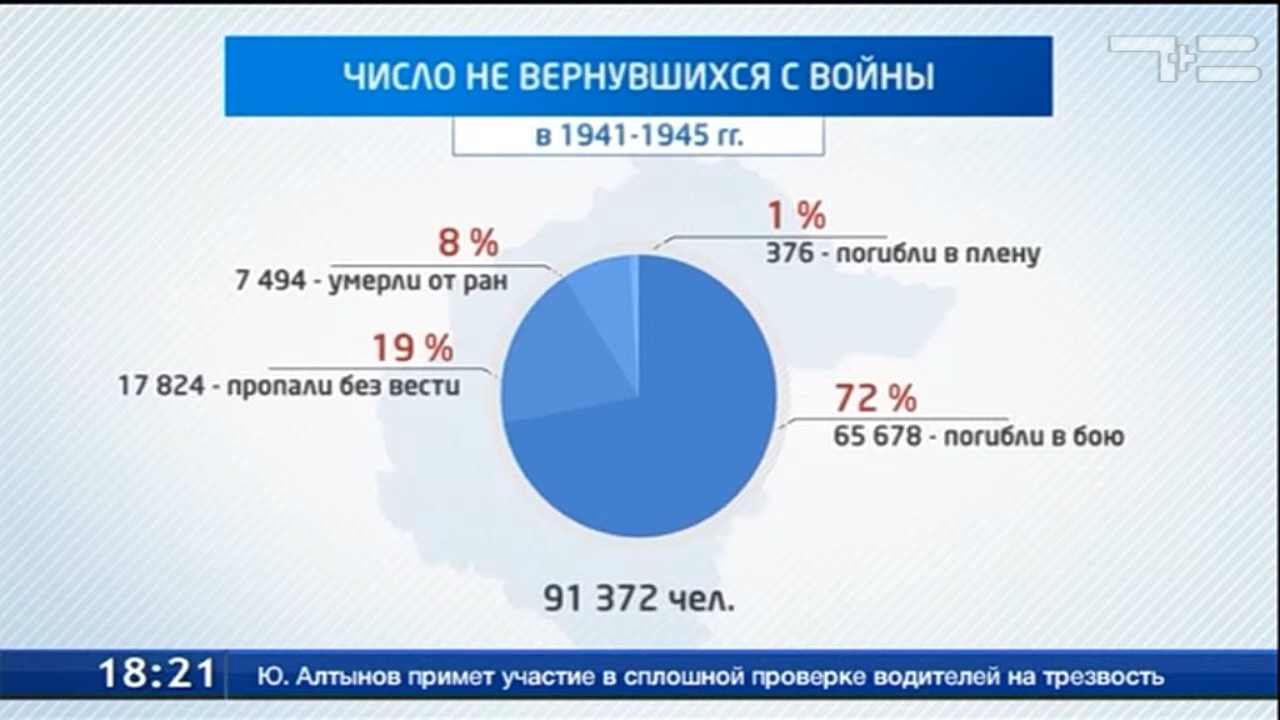 ЧИСЛО НЕ ВЕРНУВШИХСЯ С ВОЙНЫ
в 1941-1945 гг.
1 %
376 - погибли в плену
8 %
7 494 - умерли от ран
19 %
17 824 - пропали без вести
72 %
65 678 - погибли в бою
91 372 чел.
18:21
Ю. Алтынов примет участие в сплошной проверке водителей на трезвость